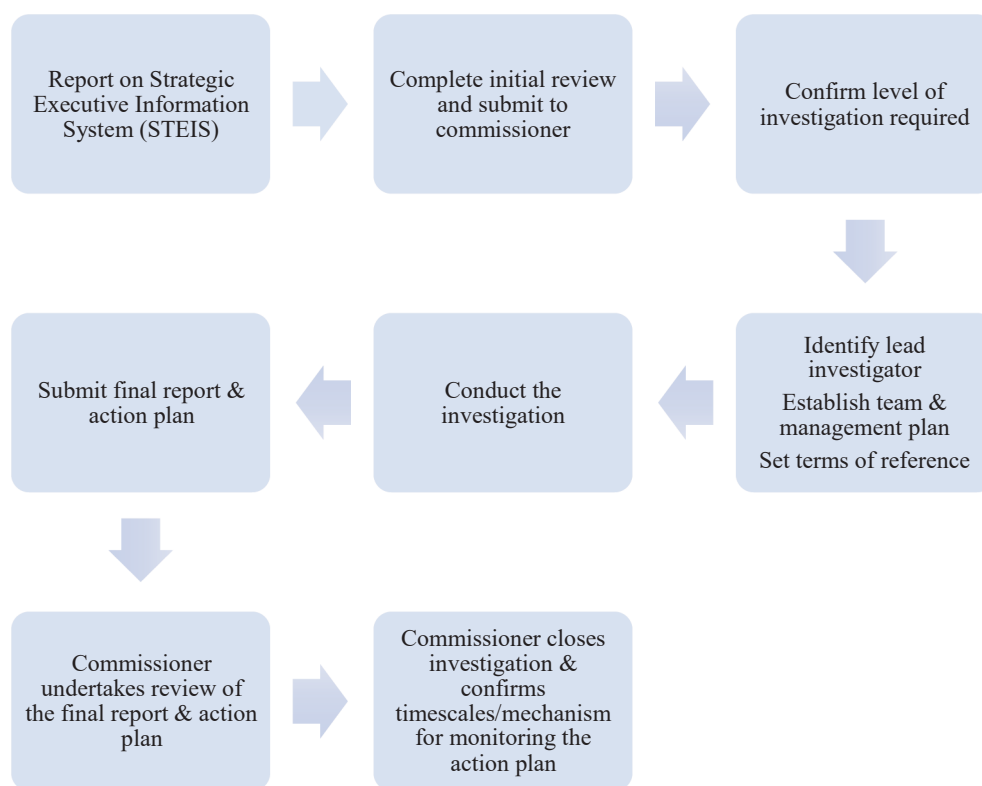 Report on Strategic
Executive Information
System (STEIS)
Complete initial review
and submit to
commissioner
Confirm level of
investigation required
Identify lead
investigator
Establish team &
management plan
Set terms of reference
Conduct the
investigation
Submit final report &
action plan
Commissioner
undertakes review of
the final report & action
plan
Commissioner closes
investigation &
confirms
timescales/mechanism
for monitoring the
action plan